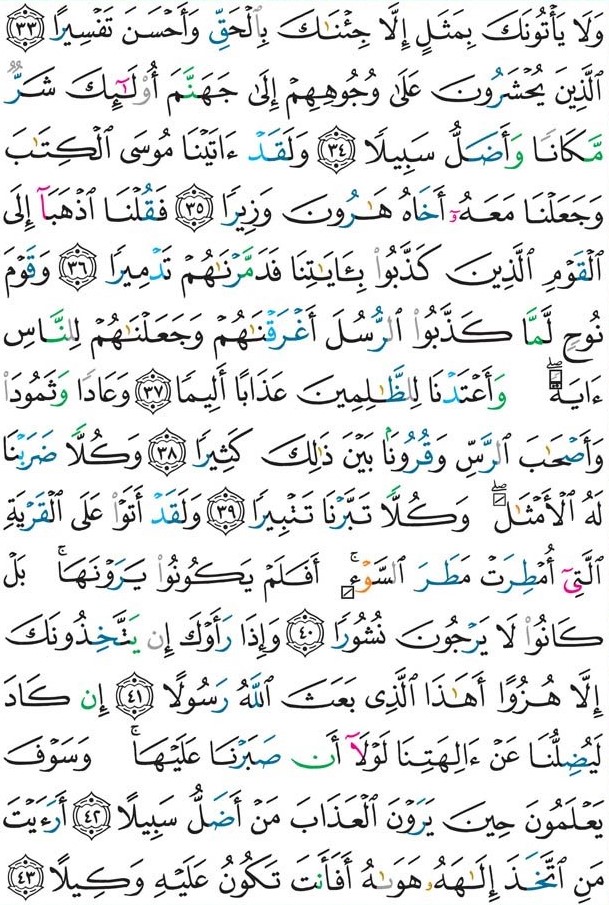 وَلَا يَأْتُونَكَ بِمَثَلٍ إِلَّا جِئْنَٰكَ بِٱلْحَقِّ وَأَحْسَنَ تَفْسِيرًا ٣٣
ٱلَّذِينَ يُحْشَرُونَ عَلَىٰ وُجُوهِهِمْ إِلَىٰ جَهَنَّمَ أُو۟لَٰٓئِكَ شَرٌّ
مَّكَانًا وَأَضَلُّ سَبِيلًا ٣٤ وَلَقَدْ ءَاتَيْنَا مُوسَى ٱلْكِتَٰبَ
وَجَعَلْنَا مَعَهُۥٓ أَخَاهُ هَٰرُونَ وَزِيرًا ٣٥ فَقُلْنَا ٱذْهَبَآ إِلَى
ٱلْقَوْمِ ٱلَّذِينَ كَذَّبُوا۟ بِـَٔايَٰتِنَا فَدَمَّرْنَٰهُمْ تَدْمِيرًا ٣٦ وَقَوْمَ
نُوحٍ لَّمَّا كَذَّبُوا۟ ٱلرُّسُلَ أَغْرَقْنَٰهُمْ وَجَعَلْنَٰهُمْ لِلنَّاسِ
ءَايَةً ۖ وَأَعْتَدْنَا لِلظَّٰلِمِينَ عَذَابًا أَلِيمًا ٣٧ وَعَادًا وَثَمُودَا۟
وَأَصْحَٰبَ ٱلرَّسِّ وَقُرُونًۢا بَيْنَ ذَٰلِكَ كَثِيرًا ٣٨ وَكُلًّا ضَرَبْنَا
لَهُ ٱلْأَمْثَٰلَ ۖ وَكُلًّا تَبَّرْنَا تَتْبِيرًا ٣٩ وَلَقَدْ أَتَوْا۟ عَلَى ٱلْقَرْيَةِ
ٱلَّتِىٓ أُمْطِرَتْ مَطَرَ ٱلسَّوْءِ ۚ أَفَلَمْ يَكُونُوا۟ يَرَوْنَهَا ۚ بَلْ
كَانُوا۟ لَا يَرْجُونَ نُشُورًا ٤٠ وَإِذَا رَأَوْكَ إِن يَتَّخِذُونَكَ
إِلَّا هُزُوًا أَهَٰذَا ٱلَّذِى بَعَثَ ٱللَّهُ رَسُولًا ٤١ إِن كَادَ
لَيُضِلُّنَا عَنْ ءَالِهَتِنَا لَوْلَآ أَن صَبَرْنَا عَلَيْهَا ۚ وَسَوْفَ
يَعْلَمُونَ حِينَ يَرَوْنَ ٱلْعَذَابَ مَنْ أَضَلُّ سَبِيلًا ٤٢ أَرَءَيْتَ
مَنِ ٱتَّخَذَ إِلَٰهَهُۥ هَوَىٰهُ أَفَأَنتَ تَكُونُ عَلَيْهِ وَكِيلًا ٤٣